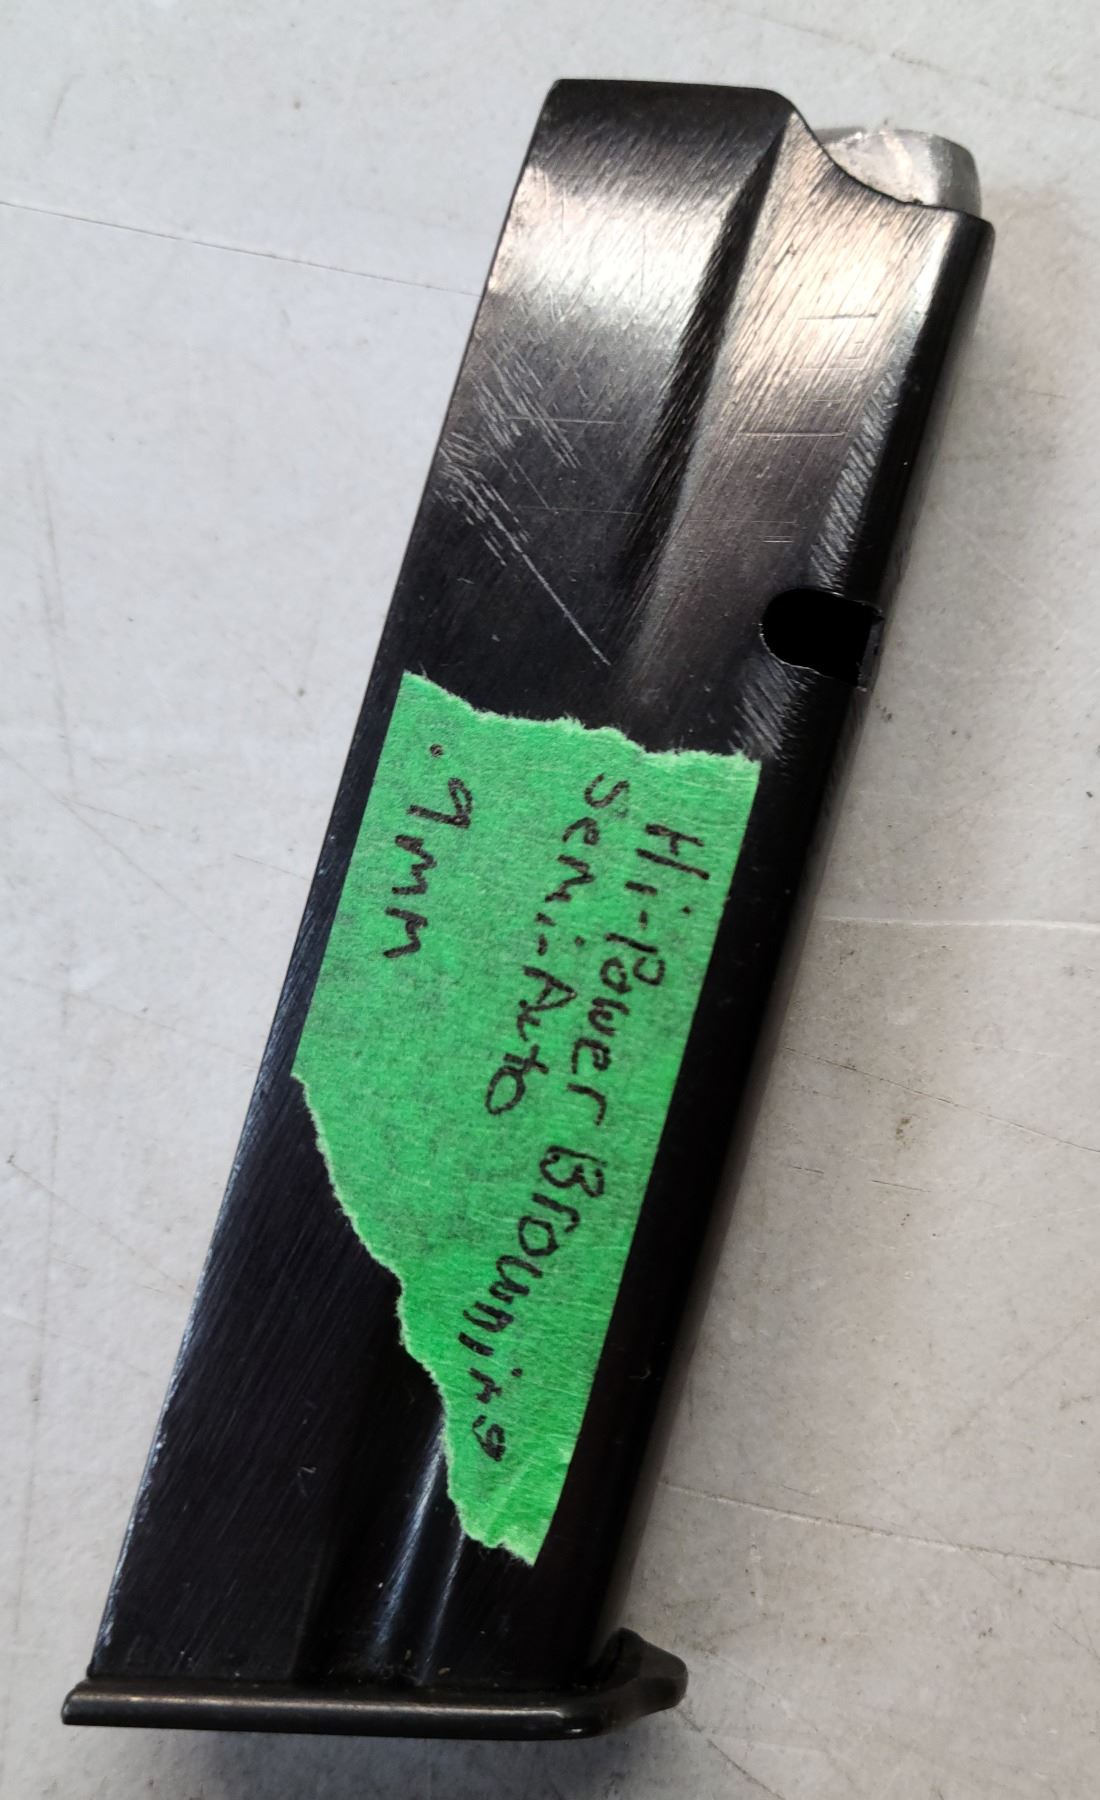 Hi-Power Browning
Semi-Auto
.9mm